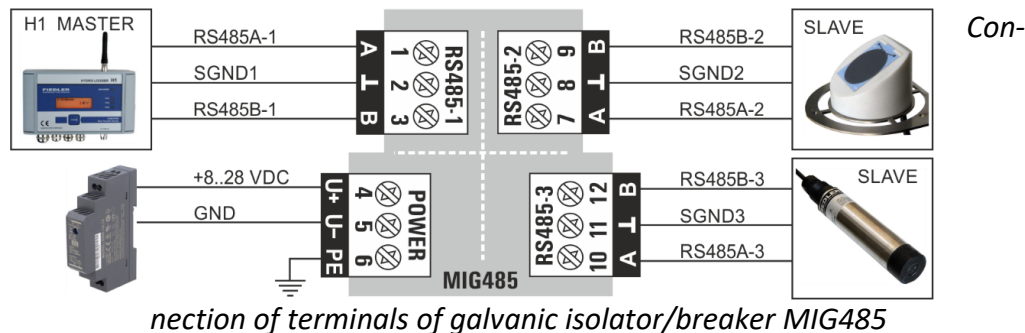 H1 MASTER
FIEDLER
RS485A-1
SGND1
RS485B-1
A ⊥ B
1 2 3
RS485-1
RS485-2
9 8 7
B ⊥ A
RS485B-2
SGND2
RS485A-2
SLAVE
Con-
+8..28 VDC
GND
U+ U- PE
4 5 6
POWER
RS485-3
12 11 10
B ⊥ A
RS485B-3
SGND3
RS485A-3
SLAVE
MIG485
nection of terminals of galvanic isolator/breaker MIG485